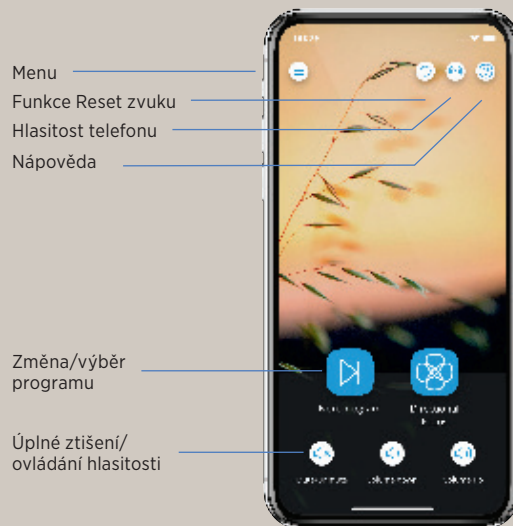 Menu
Funkce Reset zvuku
Hlasitost telefonu
Nápověda
Změna/výběr
programu
Úplné ztišení/
ovládání hlasitosti